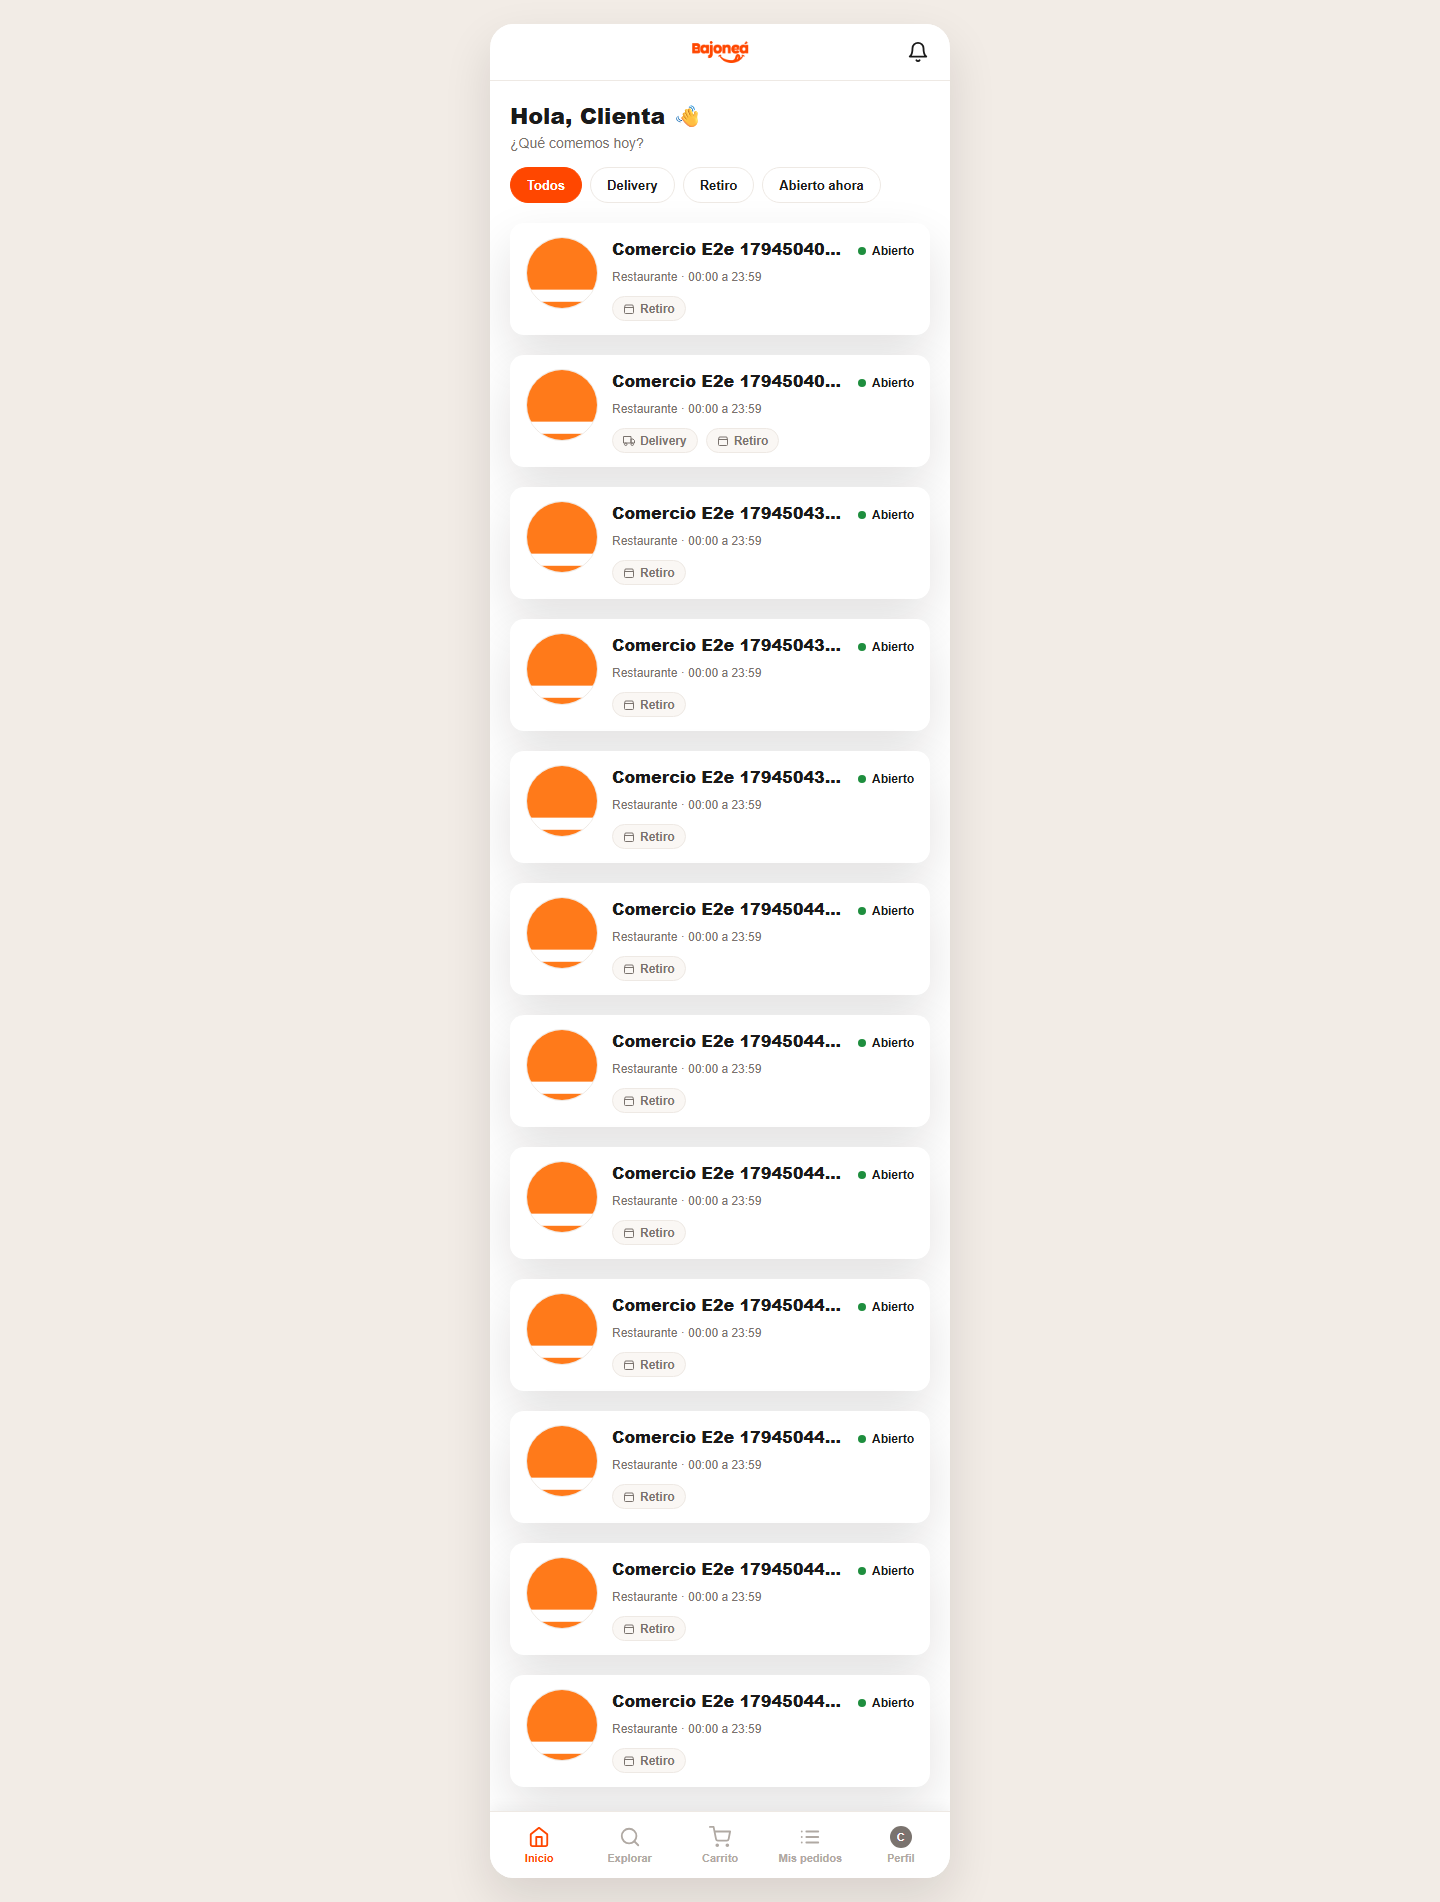 Bajoneá
Hola, Clienta 👋
¿Qué comemos hoy?
Todos
Delivery
Retiro
Abierto ahora
Comercio E2e 17945040...
Abierto
Restaurante · 00:00 a 23:59
Retiro
Comercio E2e 17945040...
Abierto
Restaurante · 00:00 a 23:59
Delivery
Retiro
Comercio E2e 17945043...
Abierto
Restaurante · 00:00 a 23:59
Retiro
Comercio E2e 17945043...
Abierto
Restaurante · 00:00 a 23:59
Retiro
Comercio E2e 17945043...
Abierto
Restaurante · 00:00 a 23:59
Retiro
Comercio E2e 17945044...
Abierto
Restaurante · 00:00 a 23:59
Retiro
Comercio E2e 17945044...
Abierto
Restaurante · 00:00 a 23:59
Retiro
Comercio E2e 17945044...
Abierto
Restaurante · 00:00 a 23:59
Retiro
Comercio E2e 17945044...
Abierto
Restaurante · 00:00 a 23:59
Retiro
Comercio E2e 17945044...
Abierto
Restaurante · 00:00 a 23:59
Retiro
Comercio E2e 17945044...
Abierto
Restaurante · 00:00 a 23:59
Retiro
Comercio E2e 17945044...
Abierto
Restaurante · 00:00 a 23:59
Retiro
Inicio
Explorar
Carrito
Mis pedidos
C
Perfil